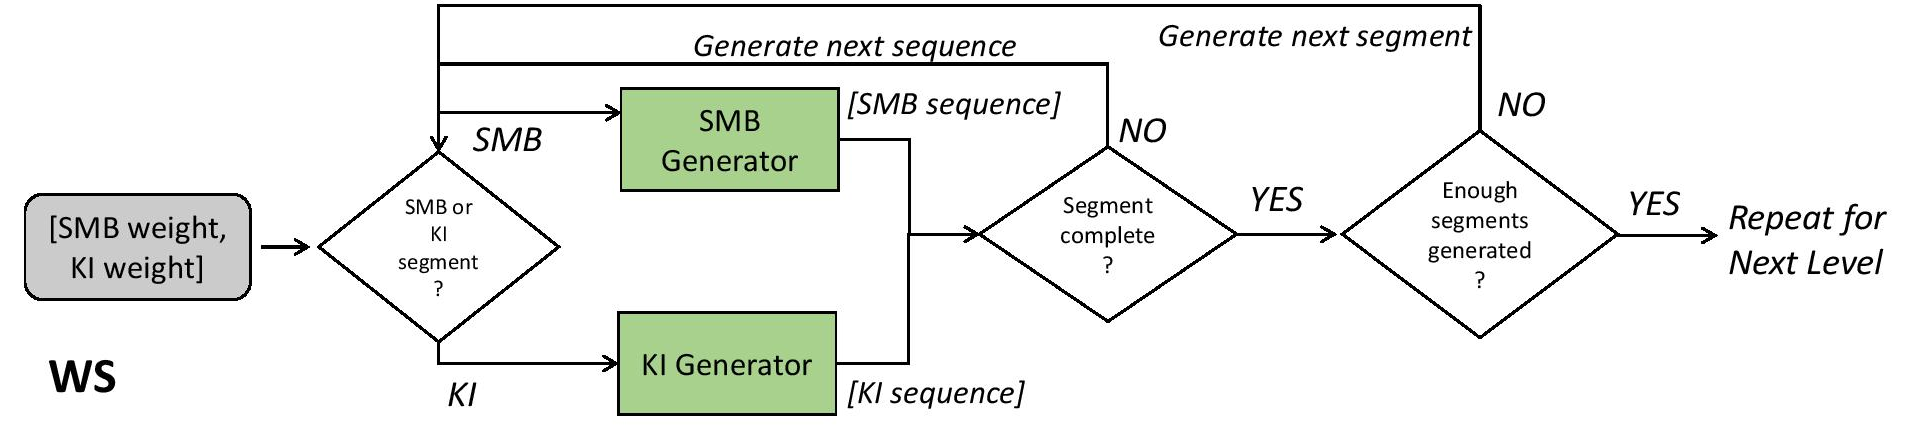 Generate next sequence
Generate next segment
[SMB sequence]
SMB
Generator
SMB
NO
NO
[SMB weight,
KI weight]
SMB or
KI
segment
?
Segment
complete
?
YES
Enough
segments
generated
?
YES
Repeat for
Next Level
WS
KI Generator
KI
[KI sequence]